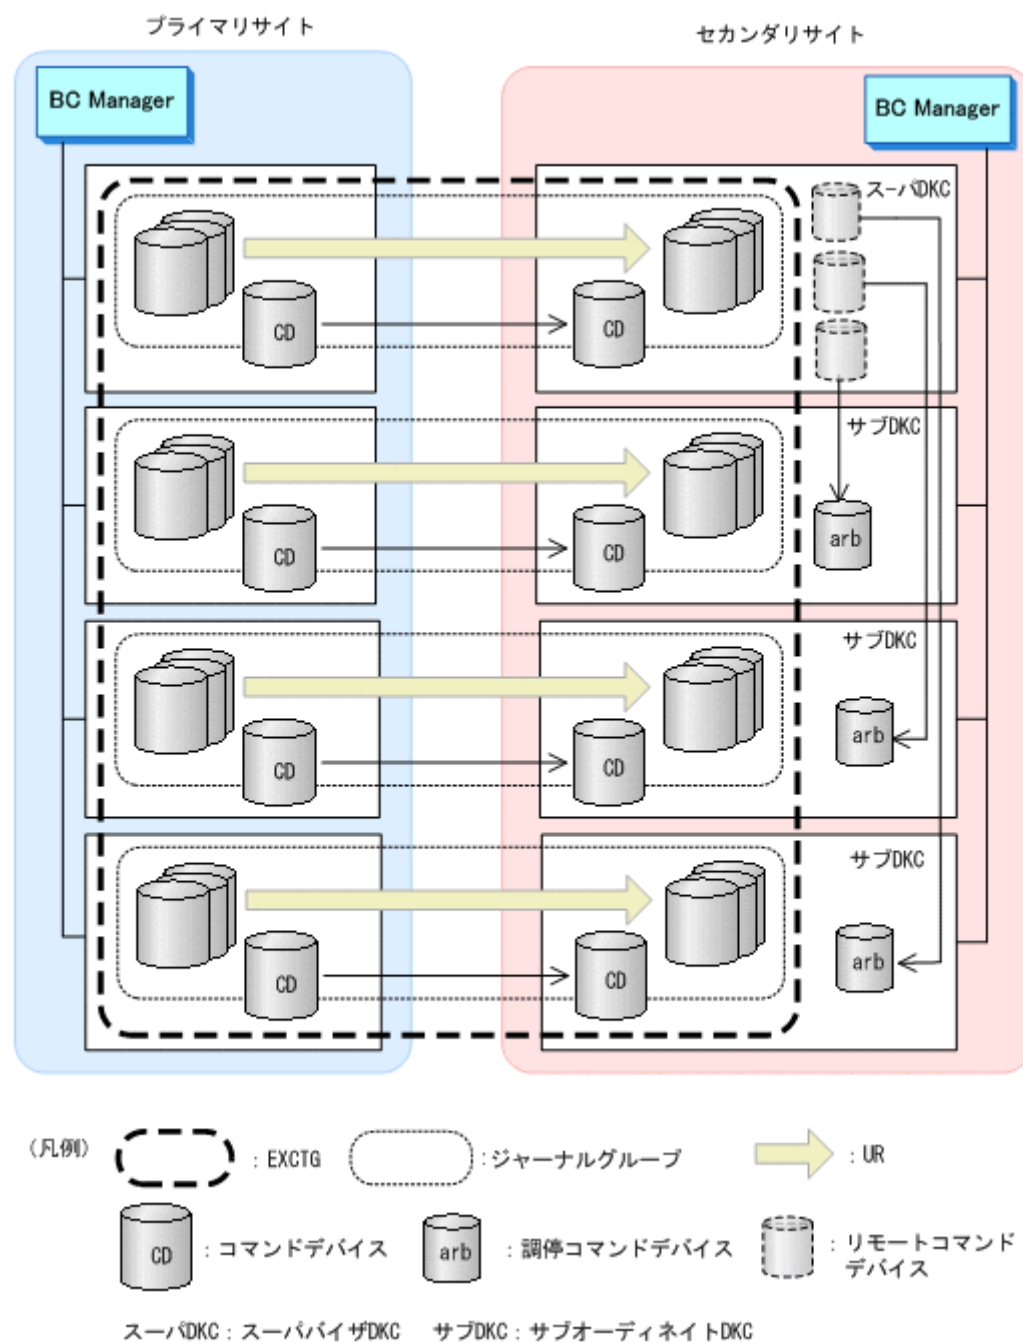 プライマリサイト
セカンダリサイト
BC Manager
BC Manager
スーパDKC
CD
CD
サブDKC
CD
CD
arb
サブDKC
CD
CD
arb
サブDKC
CD
CD
arb
(凡例)
:EXCTG
:ジャーナルグループ
:UR
CD
:コマンドデバイス
arb
:調停コマンドデバイス
:リモートコマンド
デバイス
スーパDKC:スーパバイザDKC
サブDKC:サブオーディネイトDKC